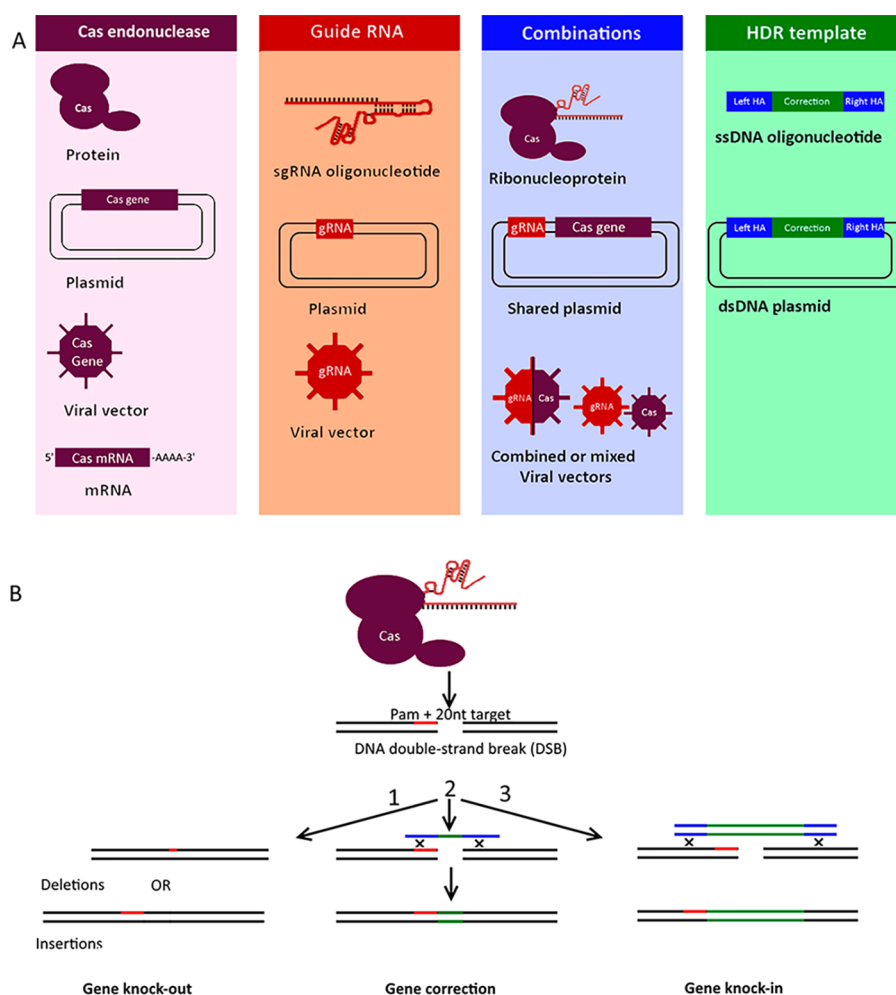 A
Cas endonuclease
Cas
Protein
Cas gene
Plasmid
Cas
Gene
Viral vector
5' Cas mRNA -AAAA-3'
mRNA
Guide RNA
sgRNA oligonucleotide
gRNA
Plasmid
gRNA
Viral vector
Combinations
Cas
Ribonucleoprotein
gRNA Cas gene
Shared plasmid
gRNA Cas gRNA Cas
Combined or mixed
Viral vectors
HDR template
Left HA Correction Right HA
ssDNA oligonucleotide
Left HA Correction Right HA
dsDNA plasmid
B
Cas
Pam + 20nt target
DNA double-strand break (DSB)
1 2 3
Deletions OR
Insertions
Gene knock-out Gene correction Gene knock-in